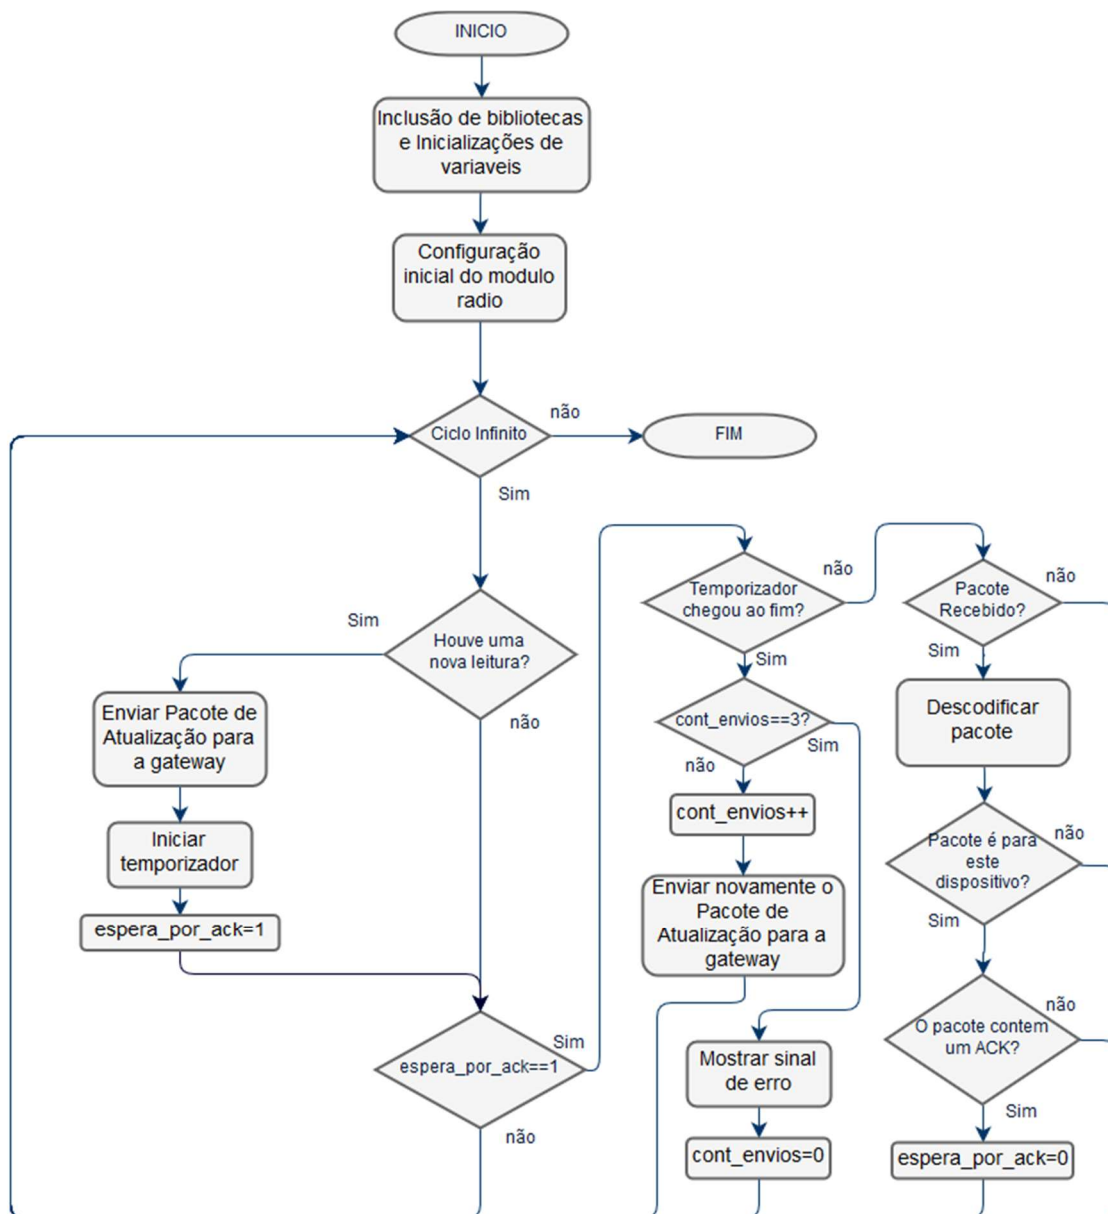 INICIO
Inclusão de bibliotecas
e Inicializações de
variaveis
Configuração
inicial do modulo
radio
Ciclo Infinito
não
FIM
Sim
Houve uma
nova leitura?
Sim
não
Enviar Pacote de
Atualização para
a gateway
Iniciar
temporizador
espera_por_ack=1
espera_por_ack==1
Sim
não
Temporizador
chegou ao fim?
não
Sim
cont_envios==3?
Sim
não
cont_envios++
Enviar novamente o
Pacote de
Atualização para a
gateway
Mostrar sinal
de erro
cont_envios=0
Pacote
Recebido?
não
Sim
Descodificar
pacote
Pacote é para
este
dispositivo?
não
Sim
O pacote contem
um ACK?
não
Sim
espera_por_ack=0